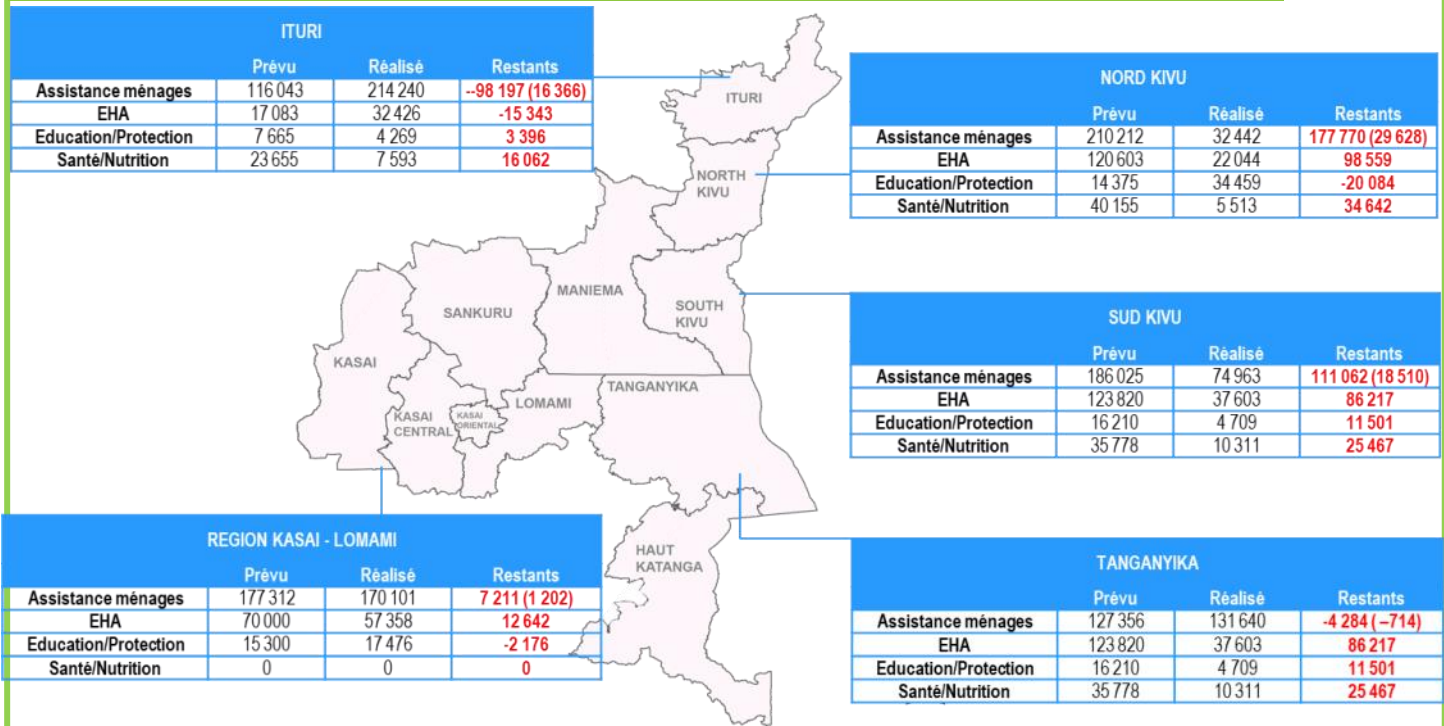 ITURI
Prévu Réalisé Restants
Assistance ménages 116 043 214 240 --98 197 (16 366)
EHA 17 083 32 426 -15 343
Education/Protection 7 665 4 269 3 396
Santé/Nutrition 23 655 7 593 16 062
NORD KIVU
Prévu Réalisé Restants
Assistance ménages 210 212 32 442 177 770 (29 628)
EHA 120 603 22 044 98 559
Education/Protection 14 375 34 459 -20 084
Santé/Nutrition 40 155 5 513 34 642
ITURI
NORTH
KIVU
MANIEMA
SOUTH
KIVU
SANKURU
KASAI
KASAI
CENTRAL
KASAI
ORIENTAL
LOMAMI
TANGANYIKA
HAUT
KATANGA
SUD KIVU
Prévu Réalisé Restants
Assistance ménages 186 025 74 963 111 062 (18 510)
EHA 123 820 37 603 86 217
Education/Protection 16 210 4 709 11 501
Santé/Nutrition 35 778 10 311 25 467
REGION KASAI - LOMAMI
Prévu Réalisé Restants
Assistance ménages 177 312 170 101 7 211 (1 202)
EHA 70 000 57 358 12 642
Education/Protection 15 300 17 476 -2 176
Santé/Nutrition 0 0 0
TANGANYIKA
Prévu Réalisé Restants
Assistance ménages 127 356 131 640 -4 284 ( –714)
EHA 123 820 37 603 86 217
Education/Protection 16 210 4 709 11 501
Santé/Nutrition 35 778 10 311 25 467